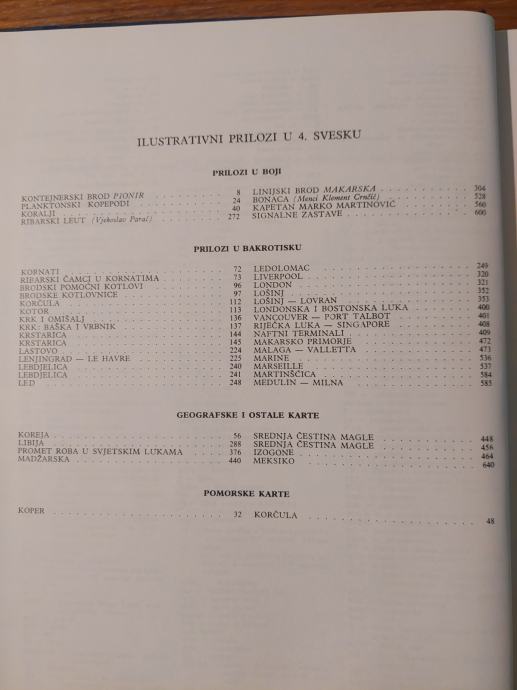 ILUSTRATIVNI PRILOZI U 4. SVESKU
PRILOZI U BOJI
KONTEJNERSKI BROD PIONIR 8
PLANKTONSKI KOPEPODI 24
KORALJI 40
RIBARSKI LEUT (Vjekoslav Parać) 272
LINIJSKI BROD MAKARSKA 304
BONACA (Menci Klement Crnčić) 528
KAPETAN MARKO MARTINOVIĆ 560
SIGNALNE ZASTAVE 600
PRILOZI U BAKROTISKU
KORNATI 72
RIBARSKI ČAMCI U KORNATIMA 73
BRODSKI POMOĆNI KOTLOVI 96
BRODSKE KOTLOVNICE 97
KORČULA 112
KOTOR 113
KRK I OMIŠALJ 136
KRK: BAŠKA I VRBNIK 137
KRSTARICA 144
KRSTARICA 145
LASTOVO 224
LENJINGRAD — LE HAVRE 225
LEBDJELICA 240
LEBDJELICA 241
LED 248
LEDOLOMAC 249
LIVERPOOL 320
LONDON 321
LOŠINJ 352
LOŠINJ — LOVRAN 353
LONDONSKA I BOSTONSKA LUKA 400
VANCOUVER — PORT TALBOT 401
RIJEČKA LUKA — SINGAPORE 408
NAFTNI TERMINALI 409
MAKARSKO PRIMORJE 472
MALAGA — VALLETTA 473
MARINE 536
MARSEILLE 537
MARTINŠČICA 584
MEDULIN — MILNA 585
GEOGRAFSKE I OSTALE KARTE
KOREJA 56
LIBIJA 288
PROMET ROBA U SVJETSKIM LUKAMA 376
MADŽARSKA 440
SREDNJA ČESTINA MAGLE 448
SREDNJA ČESTINA MAGLE 456
IZOGONE 464
MEKSIKO 640
POMORSKE KARTE
KOPER 32
KORČULA 48